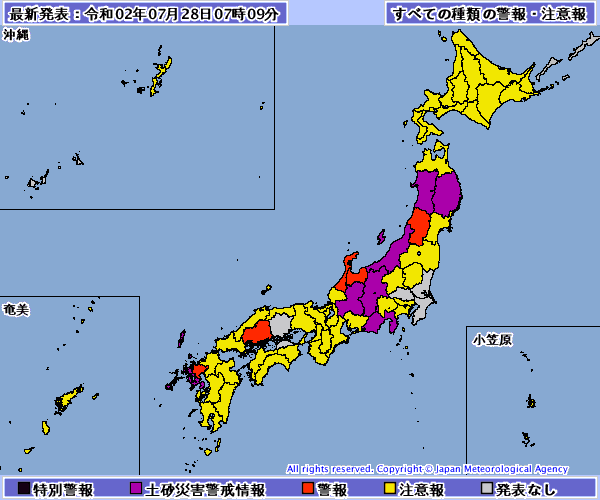 最新発表：令和02年07月28日07時09分
すべての種類の警報・注意報
沖縄
奄美
小笠原
All rights reserved. Copyright © Japan Meteorological Agency
特別警報 土砂災害警戒情報 警報 注意報 発表なし